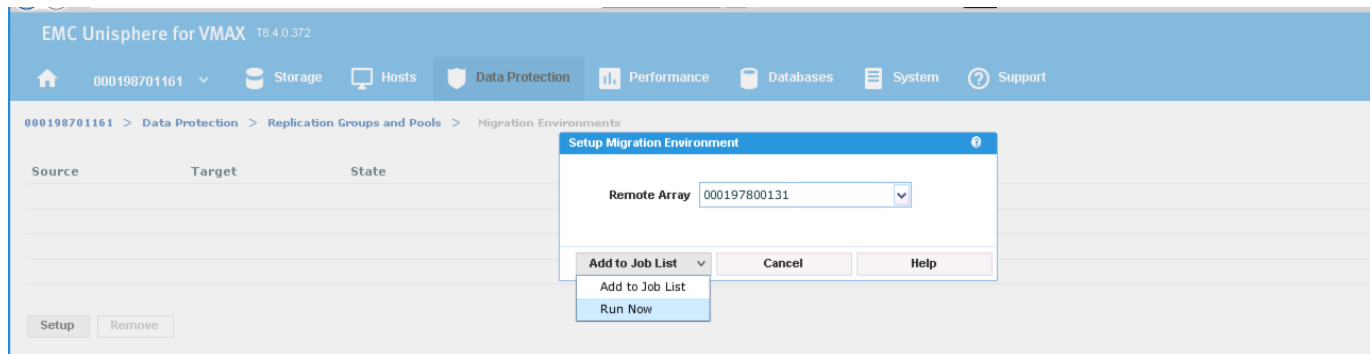 EMC Unisphere for VMAX T8.4.0.372
000198701161 Storage Hosts Data Protection Performance Databases System Support
000198701161 > Data Protection > Replication Groups and Pools > Migration Environments
Setup Migration Environment
Source Target State
Remote Array 000197800131
Add to Job List Cancel Help
Add to Job List
Run Now
Setup Remove